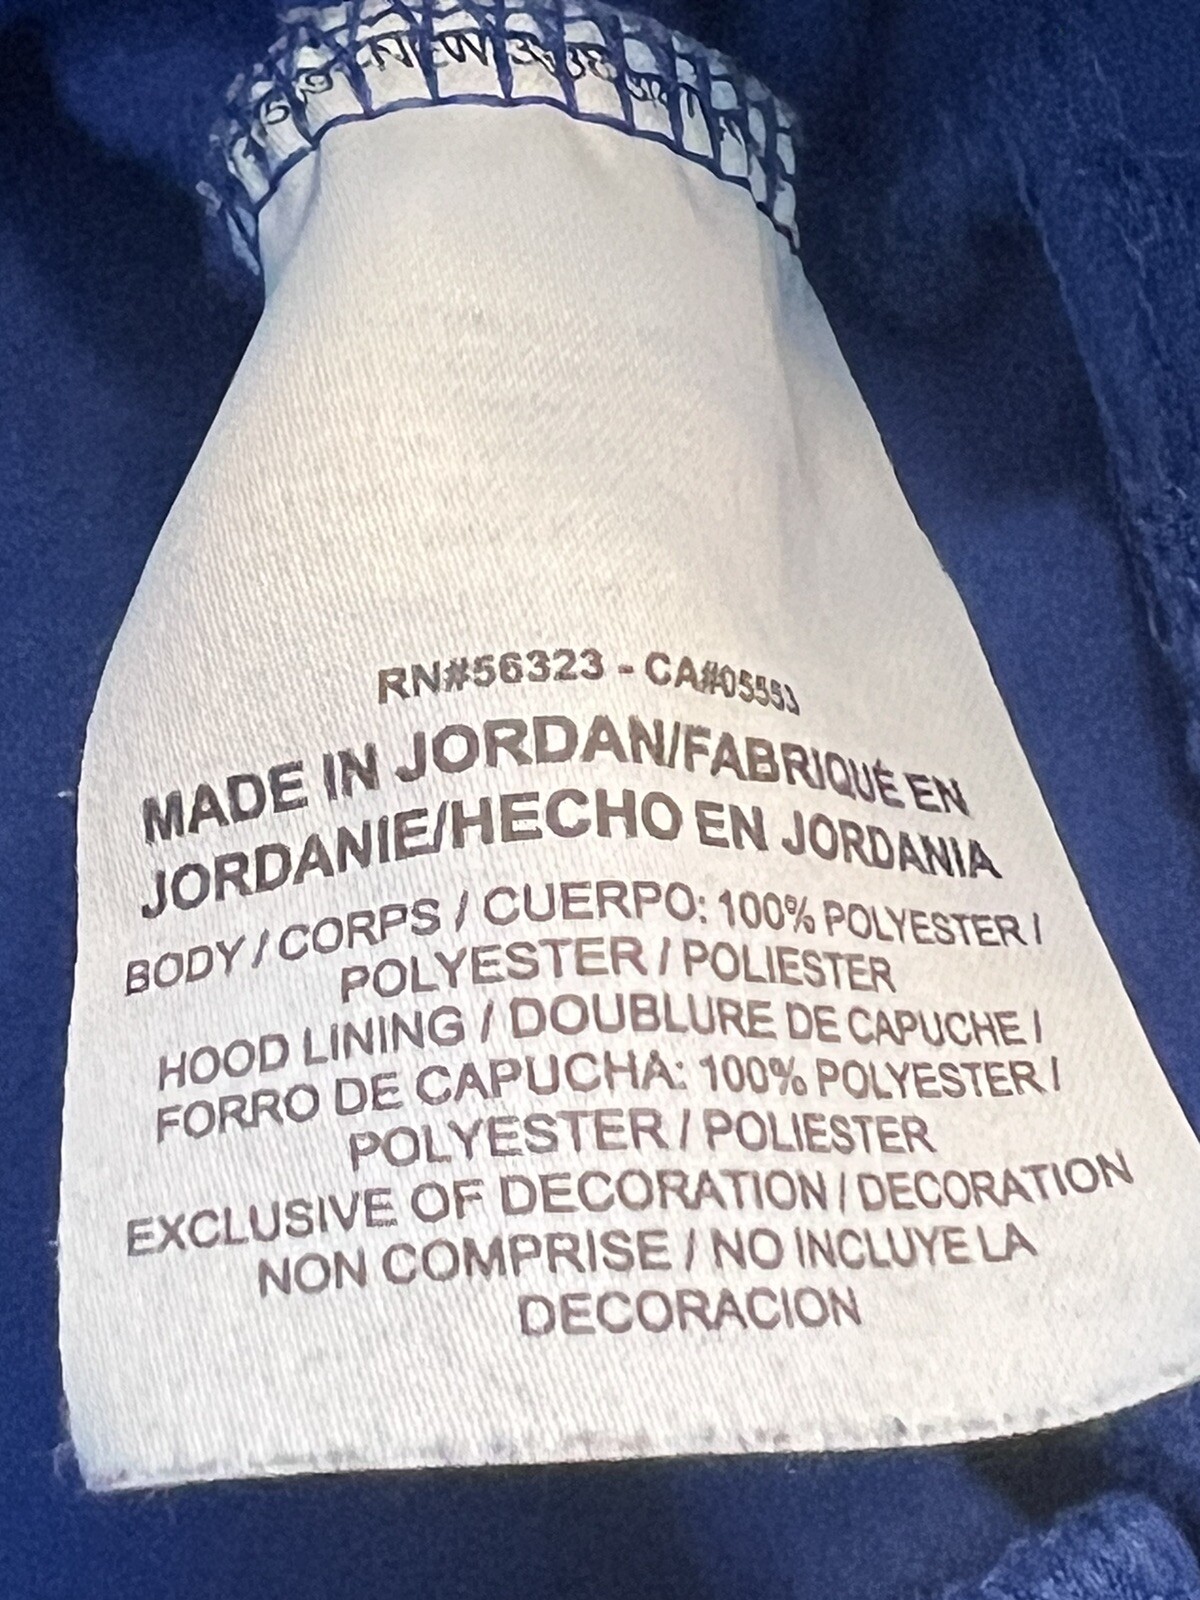 RN#56323 - CA#05553
MADE IN JORDAN/FABRIQUÉ EN
JORDANIE/HECHO EN JORDANIA
BODY / CORPS / CUERPO: 100% POLYESTER /
POLYESTER / POLIESTER
HOOD LINING / DOUBLURE DE CAPUCHE /
FORRO DE CAPUCHA: 100% POLYESTER /
POLYESTER / POLIESTER
EXCLUSIVE OF DECORATION / DECORATION
NON COMPRISE / NO INCLUYE LA
DECORACION